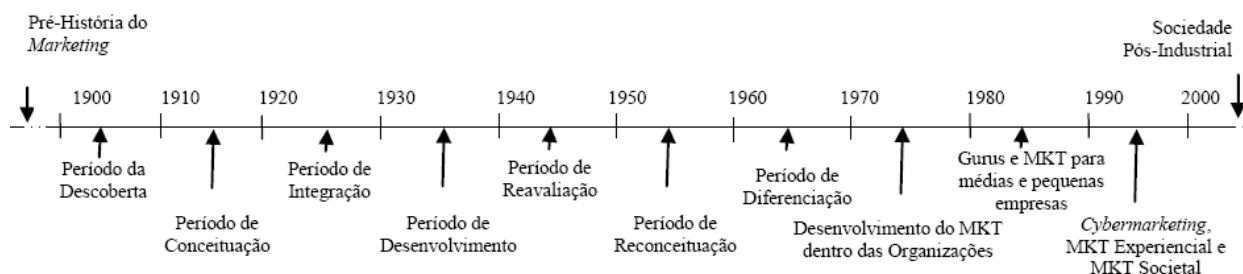 Pré-História do
Marketing
Sociedade
Pós-Industrial
1900 1910 1920 1930 1940 1950 1960 1970 1980 1990 2000
Período da
Descoberta
Período de
Conceituação
Período de
Integração
Período de
Desenvolvimento
Período de
Reavaliação
Período de
Reconceituação
Período de
Diferenciação
Desenvolvimento do MKT
dentro das Organizações
Gurus e MKT para
médias e pequenas
empresas
Cybermarketing,
MKT Experiencial e
MKT Societal